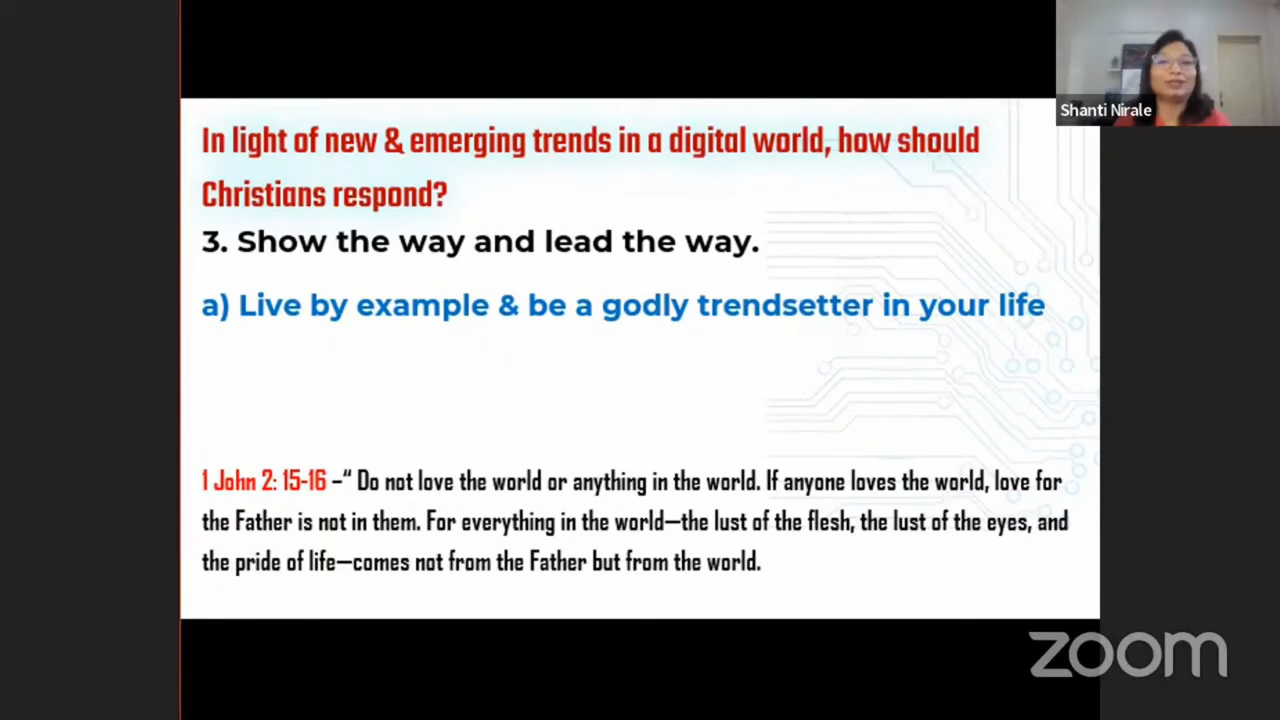 Shanti Nirale
In light of new & emerging trends in a digital world, how should
Christians respond?
3. Show the way and lead the way.
a) Live by example & be a godly trendsetter in your life
1 John 2: 15-16 –“ Do not love the world or anything in the world. If anyone loves the world, love for
the Father is not in them. For everything in the world—the lust of the flesh, the lust of the eyes, and
the pride of life—comes not from the Father but from the world.
zoom